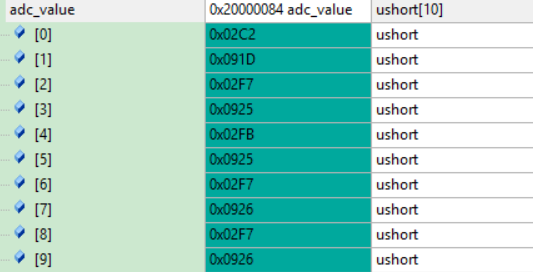 adc_value 0x20000084 adc_value ushort[10]
[0] 0x02C2 ushort
[1] 0x091D ushort
[2] 0x02F7 ushort
[3] 0x0925 ushort
[4] 0x02FB ushort
[5] 0x0925 ushort
[6] 0x02F7 ushort
[7] 0x0926 ushort
[8] 0x02F7 ushort
[9] 0x0926 ushort